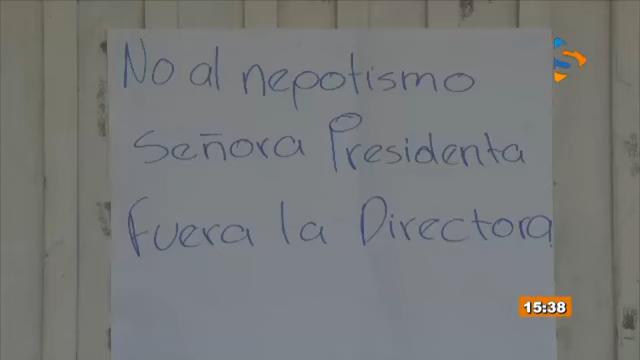 No al nepotismo
Señora Presidenta
Fuera la Directora
15:38